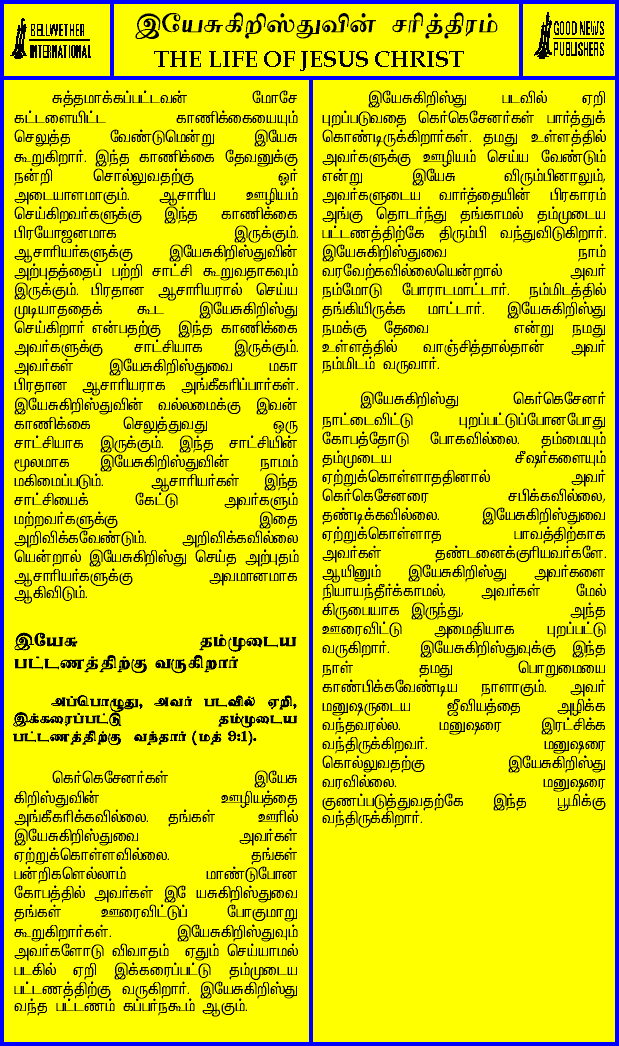 BELLWETHER
INTERNATIONAL
இயேசுகிறிஸ்துவின் சரித்திரம்
THE LIFE OF JESUS CHRIST
GOOD NEWS
PUBLISHERS
சுத்தமாக்கப்பட்டவன் மோசே
கட்டளையிட்ட காணிக்கையையும்
செலுத்த வேண்டுமென்று இயேசு
கூறுகிறார். இந்த காணிக்கை தேவனுக்கு
நன்றி சொல்லுவதற்கு ஓர்
அடையாளமாகும். ஆசாரிய ஊழியம்
செய்கிறவர்களுக்கு இந்த காணிக்கை
பிரயோஜனமாக இருக்கும்.
ஆசாரியர்களுக்கு இயேசுகிறிஸ்துவின்
அற்புதத்தைப் பற்றி சாட்சி கூறுவதாகவும்
இருக்கும். பிரதான ஆசாரியரால் செய்ய
முடியாததைக் கூட இயேசுகிறிஸ்து
செய்கிறார் என்பதற்கு இந்த காணிக்கை
அவர்களுக்கு சாட்சியாக இருக்கும்.
அவர்கள் இயேசுகிறிஸ்துவை மகா
பிரதான ஆசாரியராக அங்கீகரிப்பார்கள்.
இயேசுகிறிஸ்துவின் வல்லமைக்கு இவன்
காணிக்கை செலுத்துவது ஒரு
சாட்சியாக இருக்கும். இந்த சாட்சியின்
மூலமாக இயேசுகிறிஸ்துவின் நாமம்
மகிமைப்படும். ஆசாரியர்கள் இந்த
சாட்சியைக் கேட்டு அவர்களும்
மற்றவர்களுக்கு இதை
அறிவிக்கவேண்டும். அறிவிக்கவில்லை
யென்றால் இயேசுகிறிஸ்து செய்த அற்புதம்
ஆசாரியர்களுக்கு அவமானமாக
ஆகிவிடும்.
இயேசு தம்முடைய
பட்டணத்திற்கு வருகிறார்
அப்பொழுது, அவர் படவில் ஏறி,
இக்கரைப்பட்டு தம்முடைய
பட்டணத்திற்கு வந்தார் (மத் 9:1).
கெர்கெசேனர்கள் இயேசு
கிறிஸ்துவின் ஊழியத்தை
அங்கீகரிக்கவில்லை. தங்கள் ஊரில்
இயேசுகிறிஸ்துவை அவர்கள்
ஏற்றுக்கொள்ளவில்லை. தங்கள்
பன்றிகளெல்லாம் மாண்டுபோன
கோபத்தில் அவர்கள் இே யசுகிறிஸ்துவை
தங்கள் ஊரைவிட்டுப் போகுமாறு
கூறுகிறார்கள். இயேசுகிறிஸ்துவும்
அவர்களோடு விவாதம் ஏதும் செய்யாமல்
படகில் ஏறி இக்கரைப்பட்டு தம்முடைய
பட்டணத்திற்கு வருகிறார். இயேசுகிறிஸ்து
வந்த பட்டணம் கப்பர்நகூம் ஆகும்.
இயேசுகிறிஸ்து படவில் ஏறி
புறப்படுவதை கெர்கெசேனர்கள் பார்த்துக்
கொண்டிருக்கிறார்கள். தமது உள்ளத்தில்
அவர்களுக்கு ஊழியம் செய்ய வேண்டும்
என்று இயேசு விரும்பினாலும்,
அவர்களுடைய வார்த்தையின் பிரகாரம்
அங்கு தொடர்ந்து தங்காமல் தம்முடைய
பட்டணத்திற்கே திரும்பி வந்துவிடுகிறார்.
இயேசுகிறிஸ்துவை நாம்
வரவேற்கவில்லையென்றால் அவர்
நம்மோடு போராடமாட்டார். நம்மிடத்தில்
தங்கியிருக்க மாட்டார். இயேசுகிறிஸ்து
நமக்கு தேவை என்று நமது
உள்ளத்தில் வாஞ்சித்தால்தான் அவர்
நம்மிடம் வருவார்.
இயேசுகிறிஸ்து கெர்கெசேனர்
நாட்டைவிட்டு புறப்பட்டுப்போனபோது
கோபத்தோடு போகவில்லை. தம்மையும்
தம்முடைய சீஷர்களையும்
ஏற்றுக்கொள்ளாததினால் அவர்
கெர்கெசேனரை சபிக்கவில்லை,
தண்டிக்கவில்லை. இயேசுகிறிஸ்துவை
ஏற்றுக்கொள்ளாத பாவத்திற்காக
அவர்கள் தண்டனைக்குரியவர்களே.
ஆயினும் இயேசுகிறிஸ்து அவர்களை
நியாயந்தீர்க்காமல், அவர்கள் மேல்
கிருபையாக இருந்து, அந்த
ஊரைவிட்டு அமைதியாக புறப்பட்டு
வருகிறார். இயேசுகிறிஸ்துவுக்கு இந்த
நாள் தமது பொறுமையை
காண்பிக்கவேண்டிய நாளாகும். அவர்
மனுஷருடைய ஜீவியத்தை அழிக்க
வந்தவரல்ல. மனுஷரை இரட்சிக்க
வந்திருக்கிறவர். மனுஷரை
கொல்லுவதற்கு இயேசுகிறிஸ்து
வரவில்லை. மனுஷரை
குணப்படுத்துவதற்கே இந்த பூமிக்கு
வந்திருக்கிறார்.